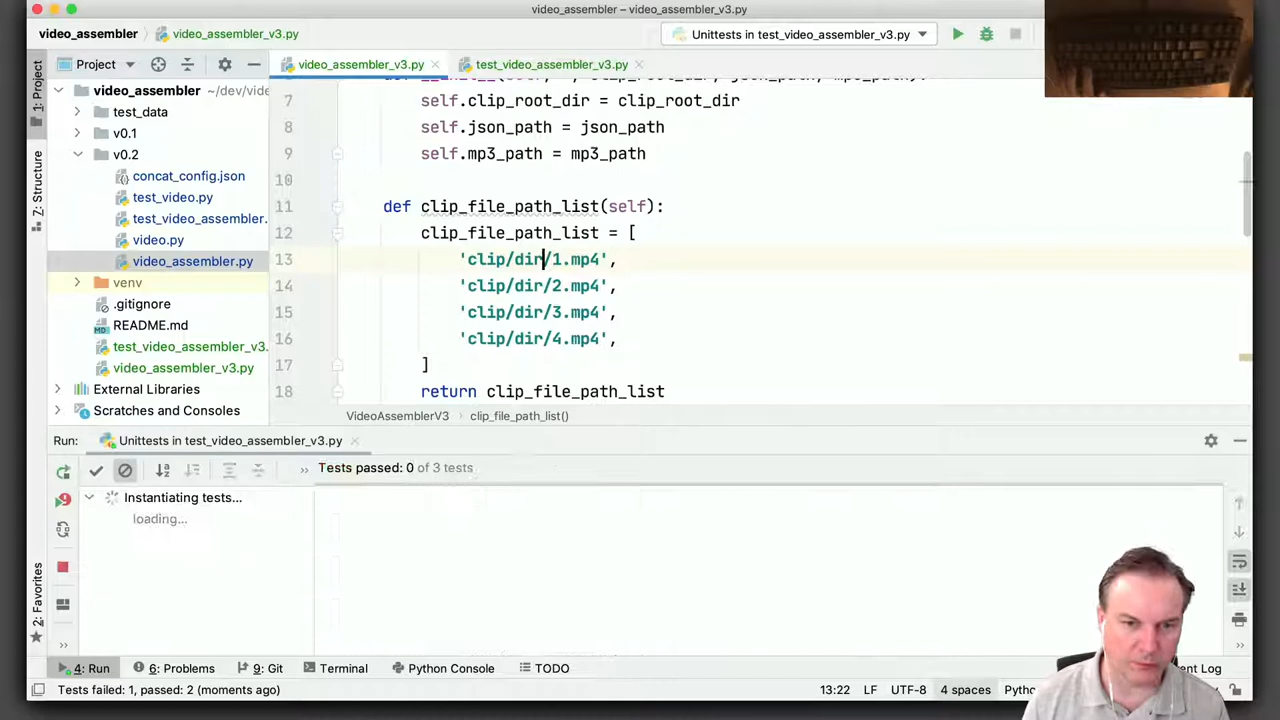 video_assembler – video_assembler_v3.py
video_assembler
video_assembler_v3.py
Unittests in test_video_assembler_v3.py
1: Project
Project
video_assembler_v3.py
test_video_assembler_v3.py
video_assembler ~/dev/vide
test_data
v0.1
v0.2
concat_config.json
test_video.py
test_video_assembler.
video.py
video_assembler.py
venv
.gitignore
README.md
test_video_assembler_v3.
video_assembler_v3.py
External Libraries
Scratches and Consoles
Z: Structure
2: Favorites
7 self.clip_root_dir = clip_root_dir
8 self.json_path = json_path
9 self.mp3_path = mp3_path
10
11 def clip_file_path_list(self):
12 clip_file_path_list = [
13 'clip/dir/1.mp4',
14 'clip/dir/2.mp4',
15 'clip/dir/3.mp4',
16 'clip/dir/4.mp4',
17 ]
18 return clip_file_path_list
VideoAssemblerV3 clip_file_path_list()
Run: Unittests in test_video_assembler_v3.py
Tests passed: 0 of 3 tests
Instantiating tests...
loading...
4: Run 6: Problems 9: Git Terminal Python Console TODO nt Log
Tests failed: 1, passed: 2 (moments ago) 13:22 LF UTF-8 4 spaces Pytho